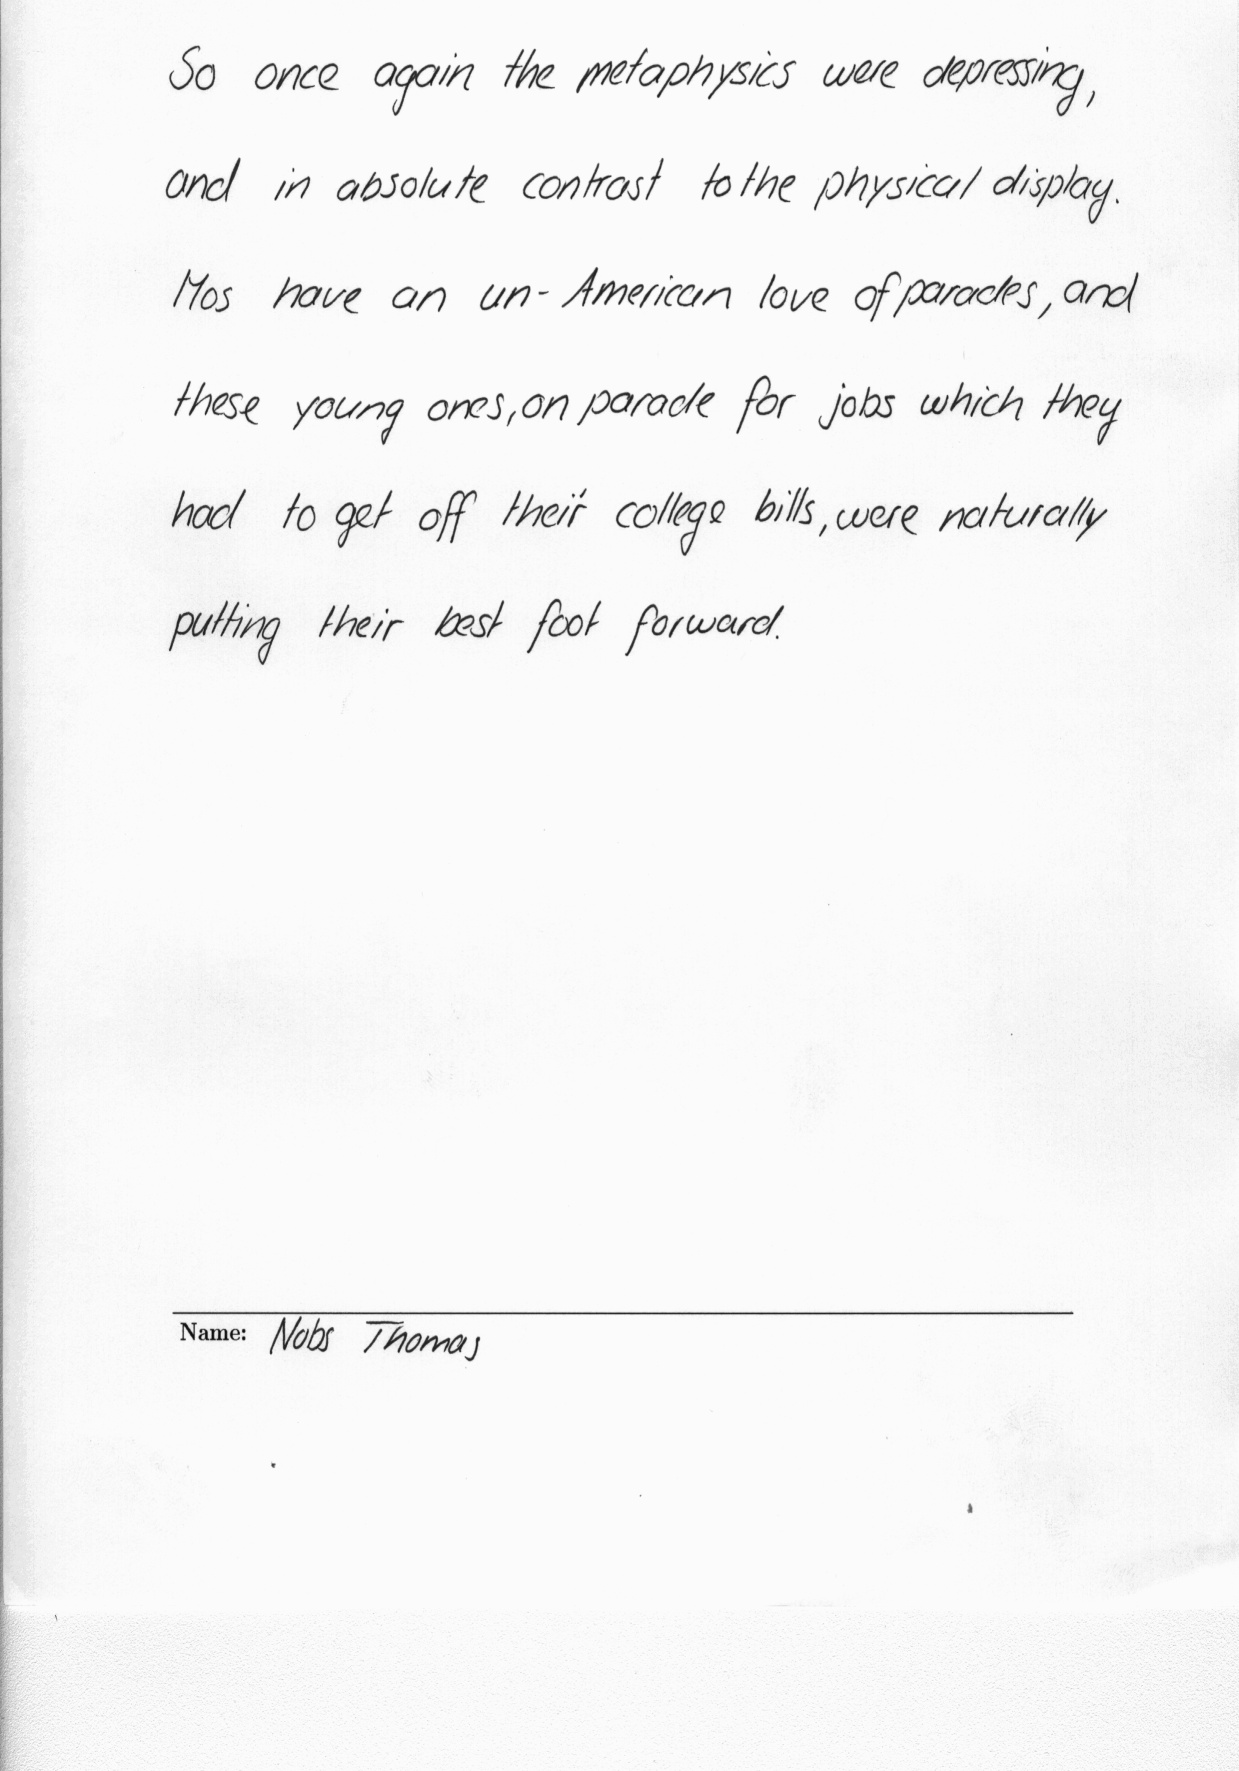 So once again the metaphysics were depressing,
and in absolute contrast to the physical display.
Mos have an un-American love of parades, and
these young ones, on parade for jobs which they
had to get off their college bills, were naturally
putting their best foot forward.
Name: Nobs Thomas